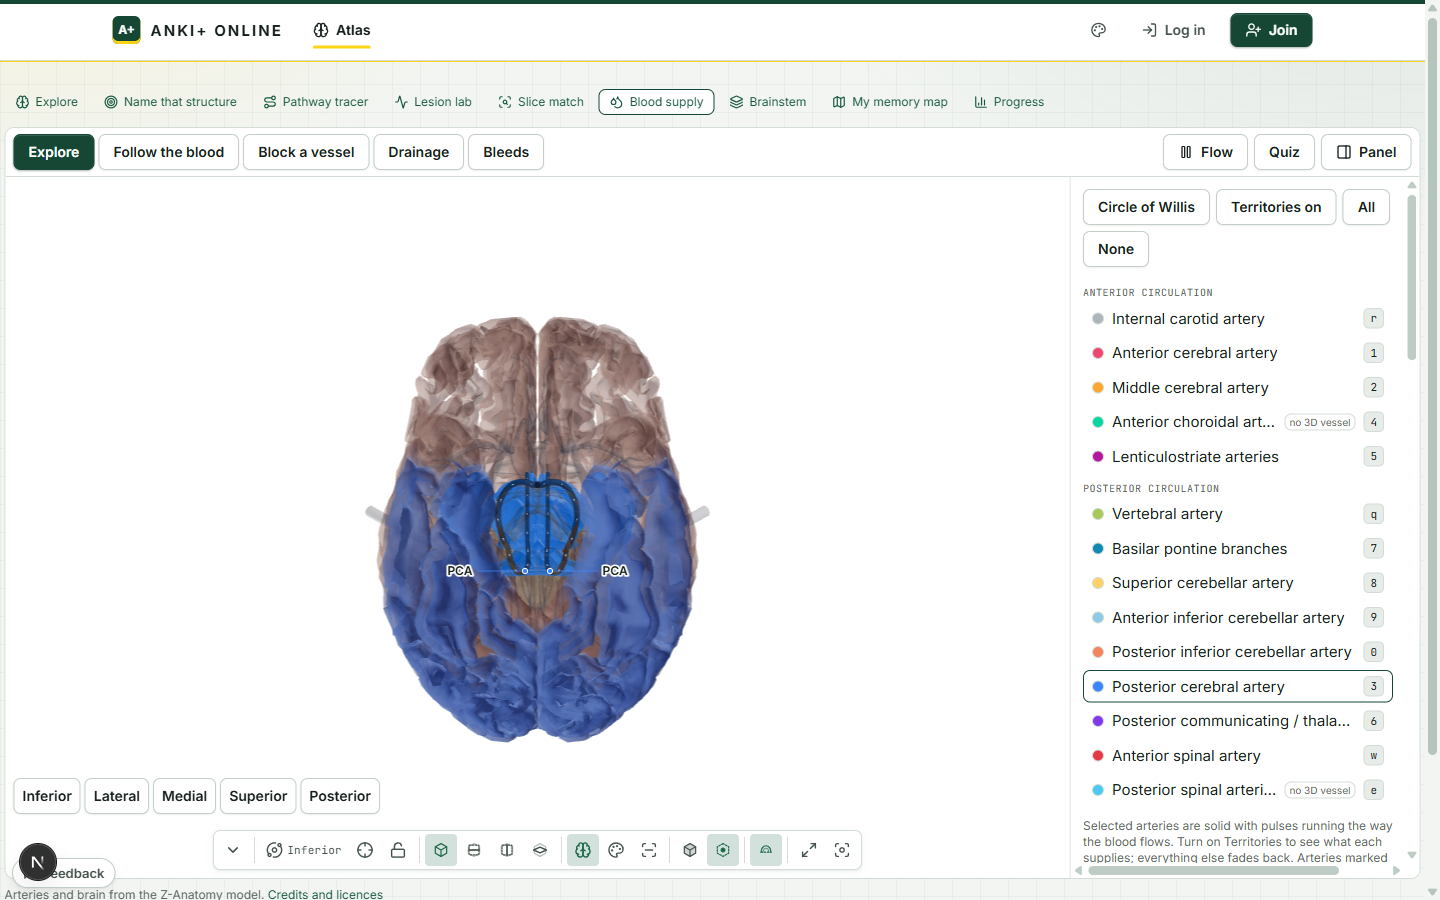 A+ ANKI+ ONLINE Atlas Log in Join
Explore Name that structure Pathway tracer Lesion lab Slice match Blood supply Brainstem My memory map Progress
Explore Follow the blood Block a vessel Drainage Bleeds Flow Quiz Panel
Circle of Willis Territories on All
None
ANTERIOR CIRCULATION
Internal carotid artery r
Anterior cerebral artery 1
Middle cerebral artery 2
Anterior choroidal art... no 3D vessel 4
Lenticulostriate arteries 5
POSTERIOR CIRCULATION
Vertebral artery q
Basilar pontine branches 7
Superior cerebellar artery 8
Anterior inferior cerebellar artery 9
Posterior inferior cerebellar artery 0
Posterior cerebral artery 3
Posterior communicating / thala... 6
Anterior spinal artery w
Posterior spinal arteri... no 3D vessel e
Selected arteries are solid with pulses running the way
the blood flows. Turn on Territories to see what each
supplies; everything else fades back. Arteries marked
PCA PCA
Inferior Lateral Medial Superior Posterior
Inferior
N eedback
Arteries and brain from the Z-Anatomy model. Credits and licences